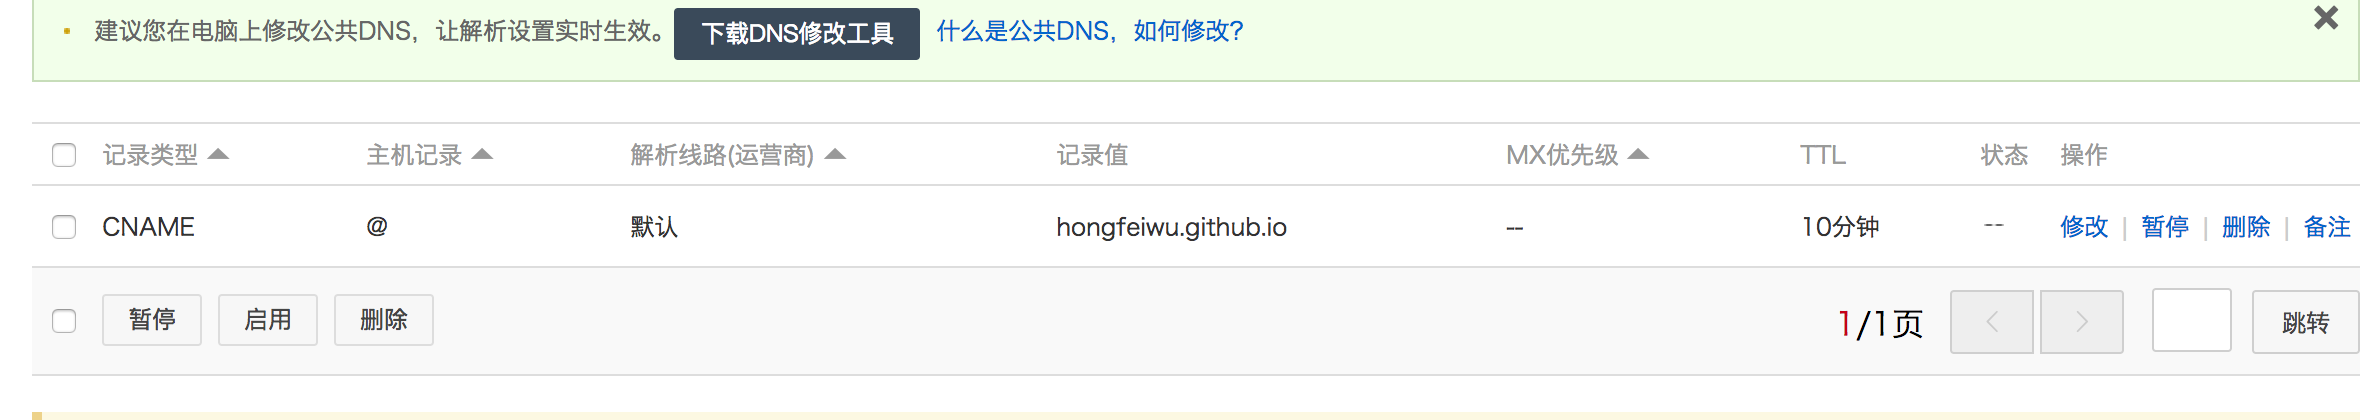 建议您在电脑上修改公共DNS，让解析设置实时生效。 下载DNS修改工具 什么是公共DNS，如何修改？
记录类型 主机记录 解析线路(运营商) 记录值 MX优先级 TTL 状态 操作
CNAME @ 默认 hongfeiwu.github.io -- 10分钟 -- 修改 | 暂停 | 删除 | 备注
暂停 启用 删除 1/1页 跳转